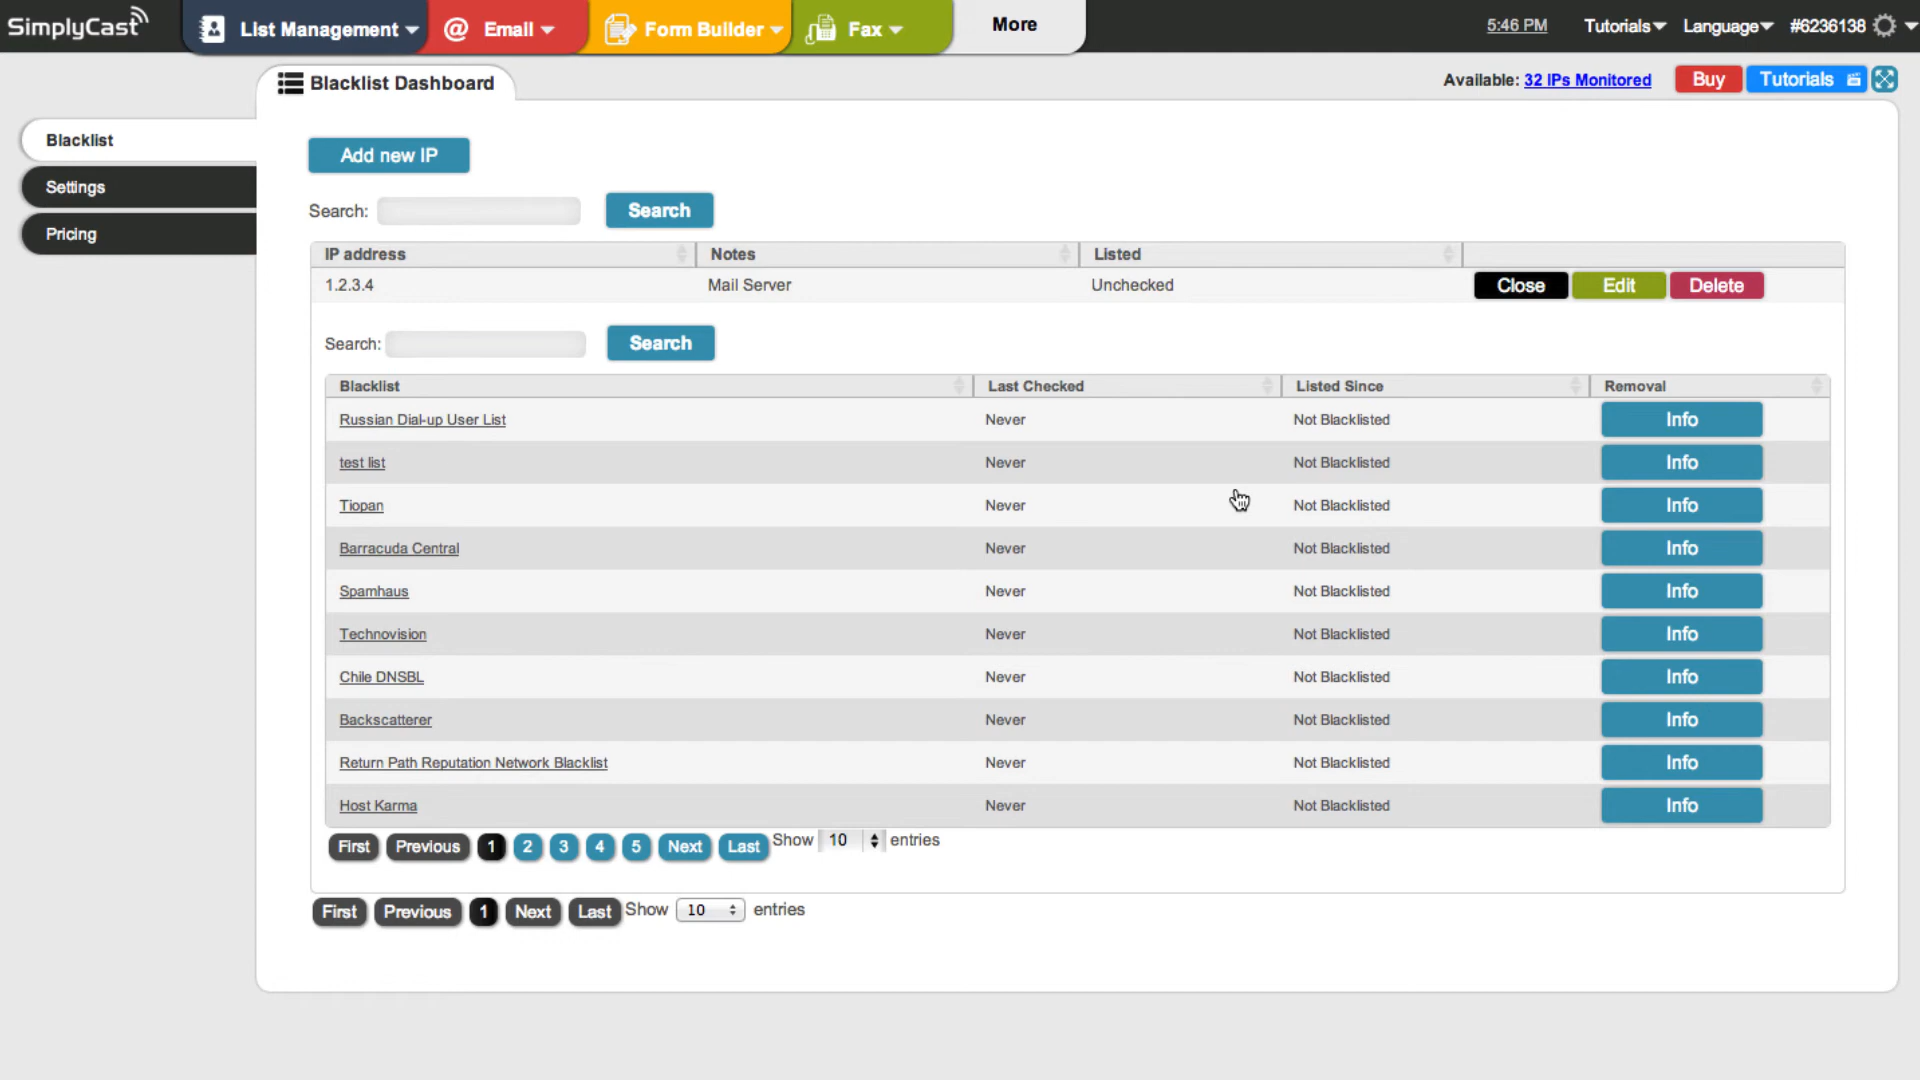 SimplyCast
List Management
Email
Form Builder
Fax
More
5:46 PM
Tutorials
Language
#6236138
Blacklist Dashboard
Available: 32 IPs Monitored
Buy
Tutorials
Blacklist
Settings
Pricing
Add new IP
Search:
Search
IP address Notes Listed
1.2.3.4 Mail Server Unchecked Close Edit Delete
Search:
Search
Blacklist Last Checked Listed Since Removal
Russian Dial-up User List Never Not Blacklisted Info
test list Never Not Blacklisted Info
Tiopan Never Not Blacklisted Info
Barracuda Central Never Not Blacklisted Info
Spamhaus Never Not Blacklisted Info
Technovision Never Not Blacklisted Info
Chile DNSBL Never Not Blacklisted Info
Backscatterer Never Not Blacklisted Info
Return Path Reputation Network Blacklist Never Not Blacklisted Info
Host Karma Never Not Blacklisted Info
First Previous 1 2 3 4 5 Next Last Show 10 entries
First Previous 1 Next Last Show 10 entries